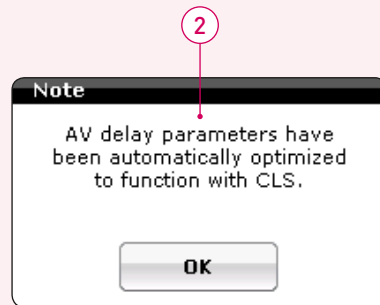 2
Note
AV delay parameters have
been automatically optimized
to function with CLS.
OK